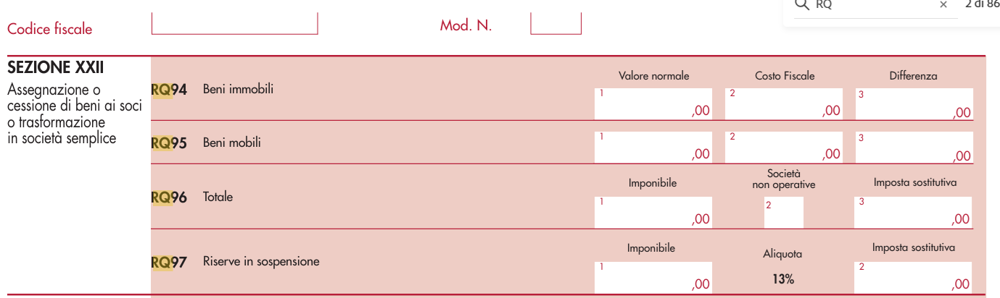 RQ × 2 di 86
Codice fiscale Mod. N.
SEZIONE XXII
Assegnazione o
cessione di beni ai soci
o trasformazione
in società semplice
Valore normale Costo Fiscale Differenza
RQ94 Beni immobili 1 ,00 2 ,00 3 ,00
RQ95 Beni mobili 1 ,00 2 ,00 3 ,00
Imponibile Società non operative Imposta sostitutiva
RQ96 Totale 1 ,00 2 3 ,00
Imponibile Aliquota Imposta sostitutiva
RQ97 Riserve in sospensione 1 ,00 13% 2 ,00